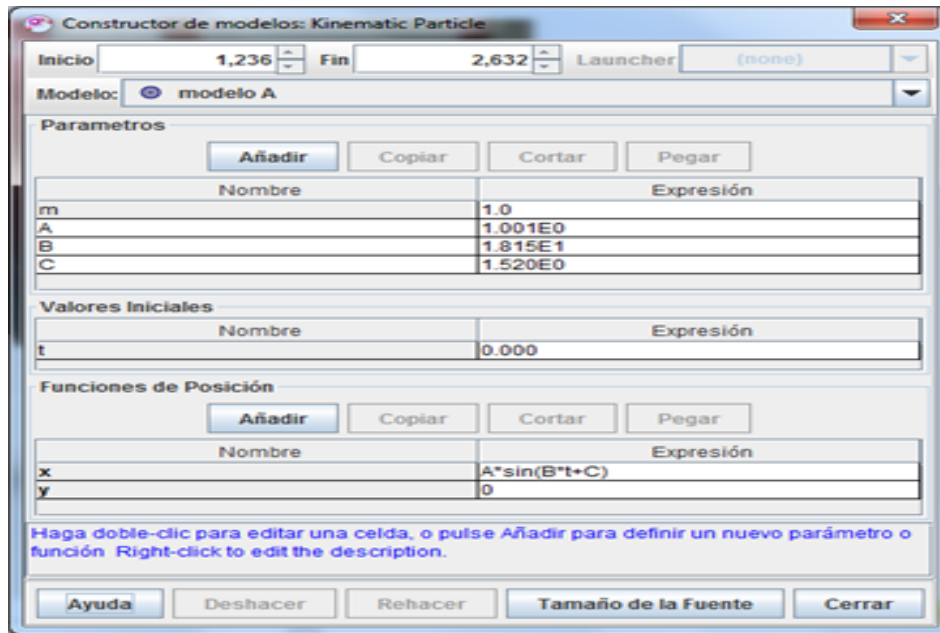 Constructor de modelos: Kinematic Particle
Inicio 1,236 Fin 2,632 Launcher (none)
Modelo: modelo A
Parametros
Añadir Copiar Cortar Pegar
Nombre Expresión
m 1.0
A 1.001E0
B 1.815E1
C 1.520E0
Valores Iniciales
Nombre Expresión
t 0.000
Funciones de Posición
Añadir Copiar Cortar Pegar
Nombre Expresión
x A*sin(B*t+C)
y 0
Haga doble-clic para editar una celda, o pulse Añadir para definir un nuevo parámetro o
función Right-click to edit the description.
Ayuda Deshacer Rehacer Tamaño de la Fuente Cerrar